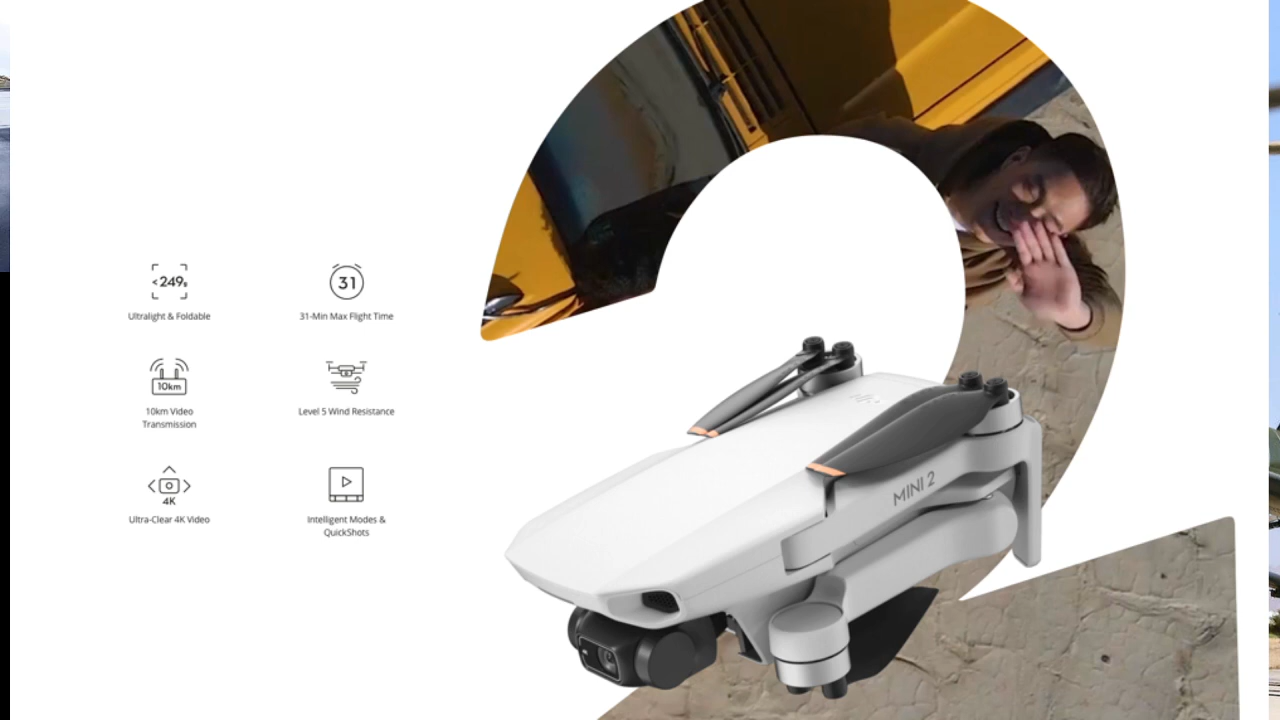 <249g
Ultralight & Foldable
31
31-Min Max Flight Time
10km
10km Video
Transmission
Level 5 Wind Resistance
4K
Ultra-Clear 4K Video
Intelligent Modes &
QuickShots
MINI 2